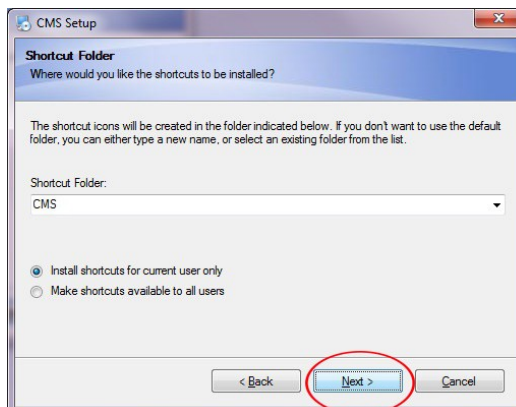 CMS Setup
Shortcut Folder
Where would you like the shortcuts to be installed?
The shortcut icons will be created in the folder indicated below. If you don't want to use the default
folder, you can either type a new name, or select an existing folder from the list.
Shortcut Folder:
CMS
Install shortcuts for current user only
Make shortcuts available to all users
< Back
Next >
Cancel